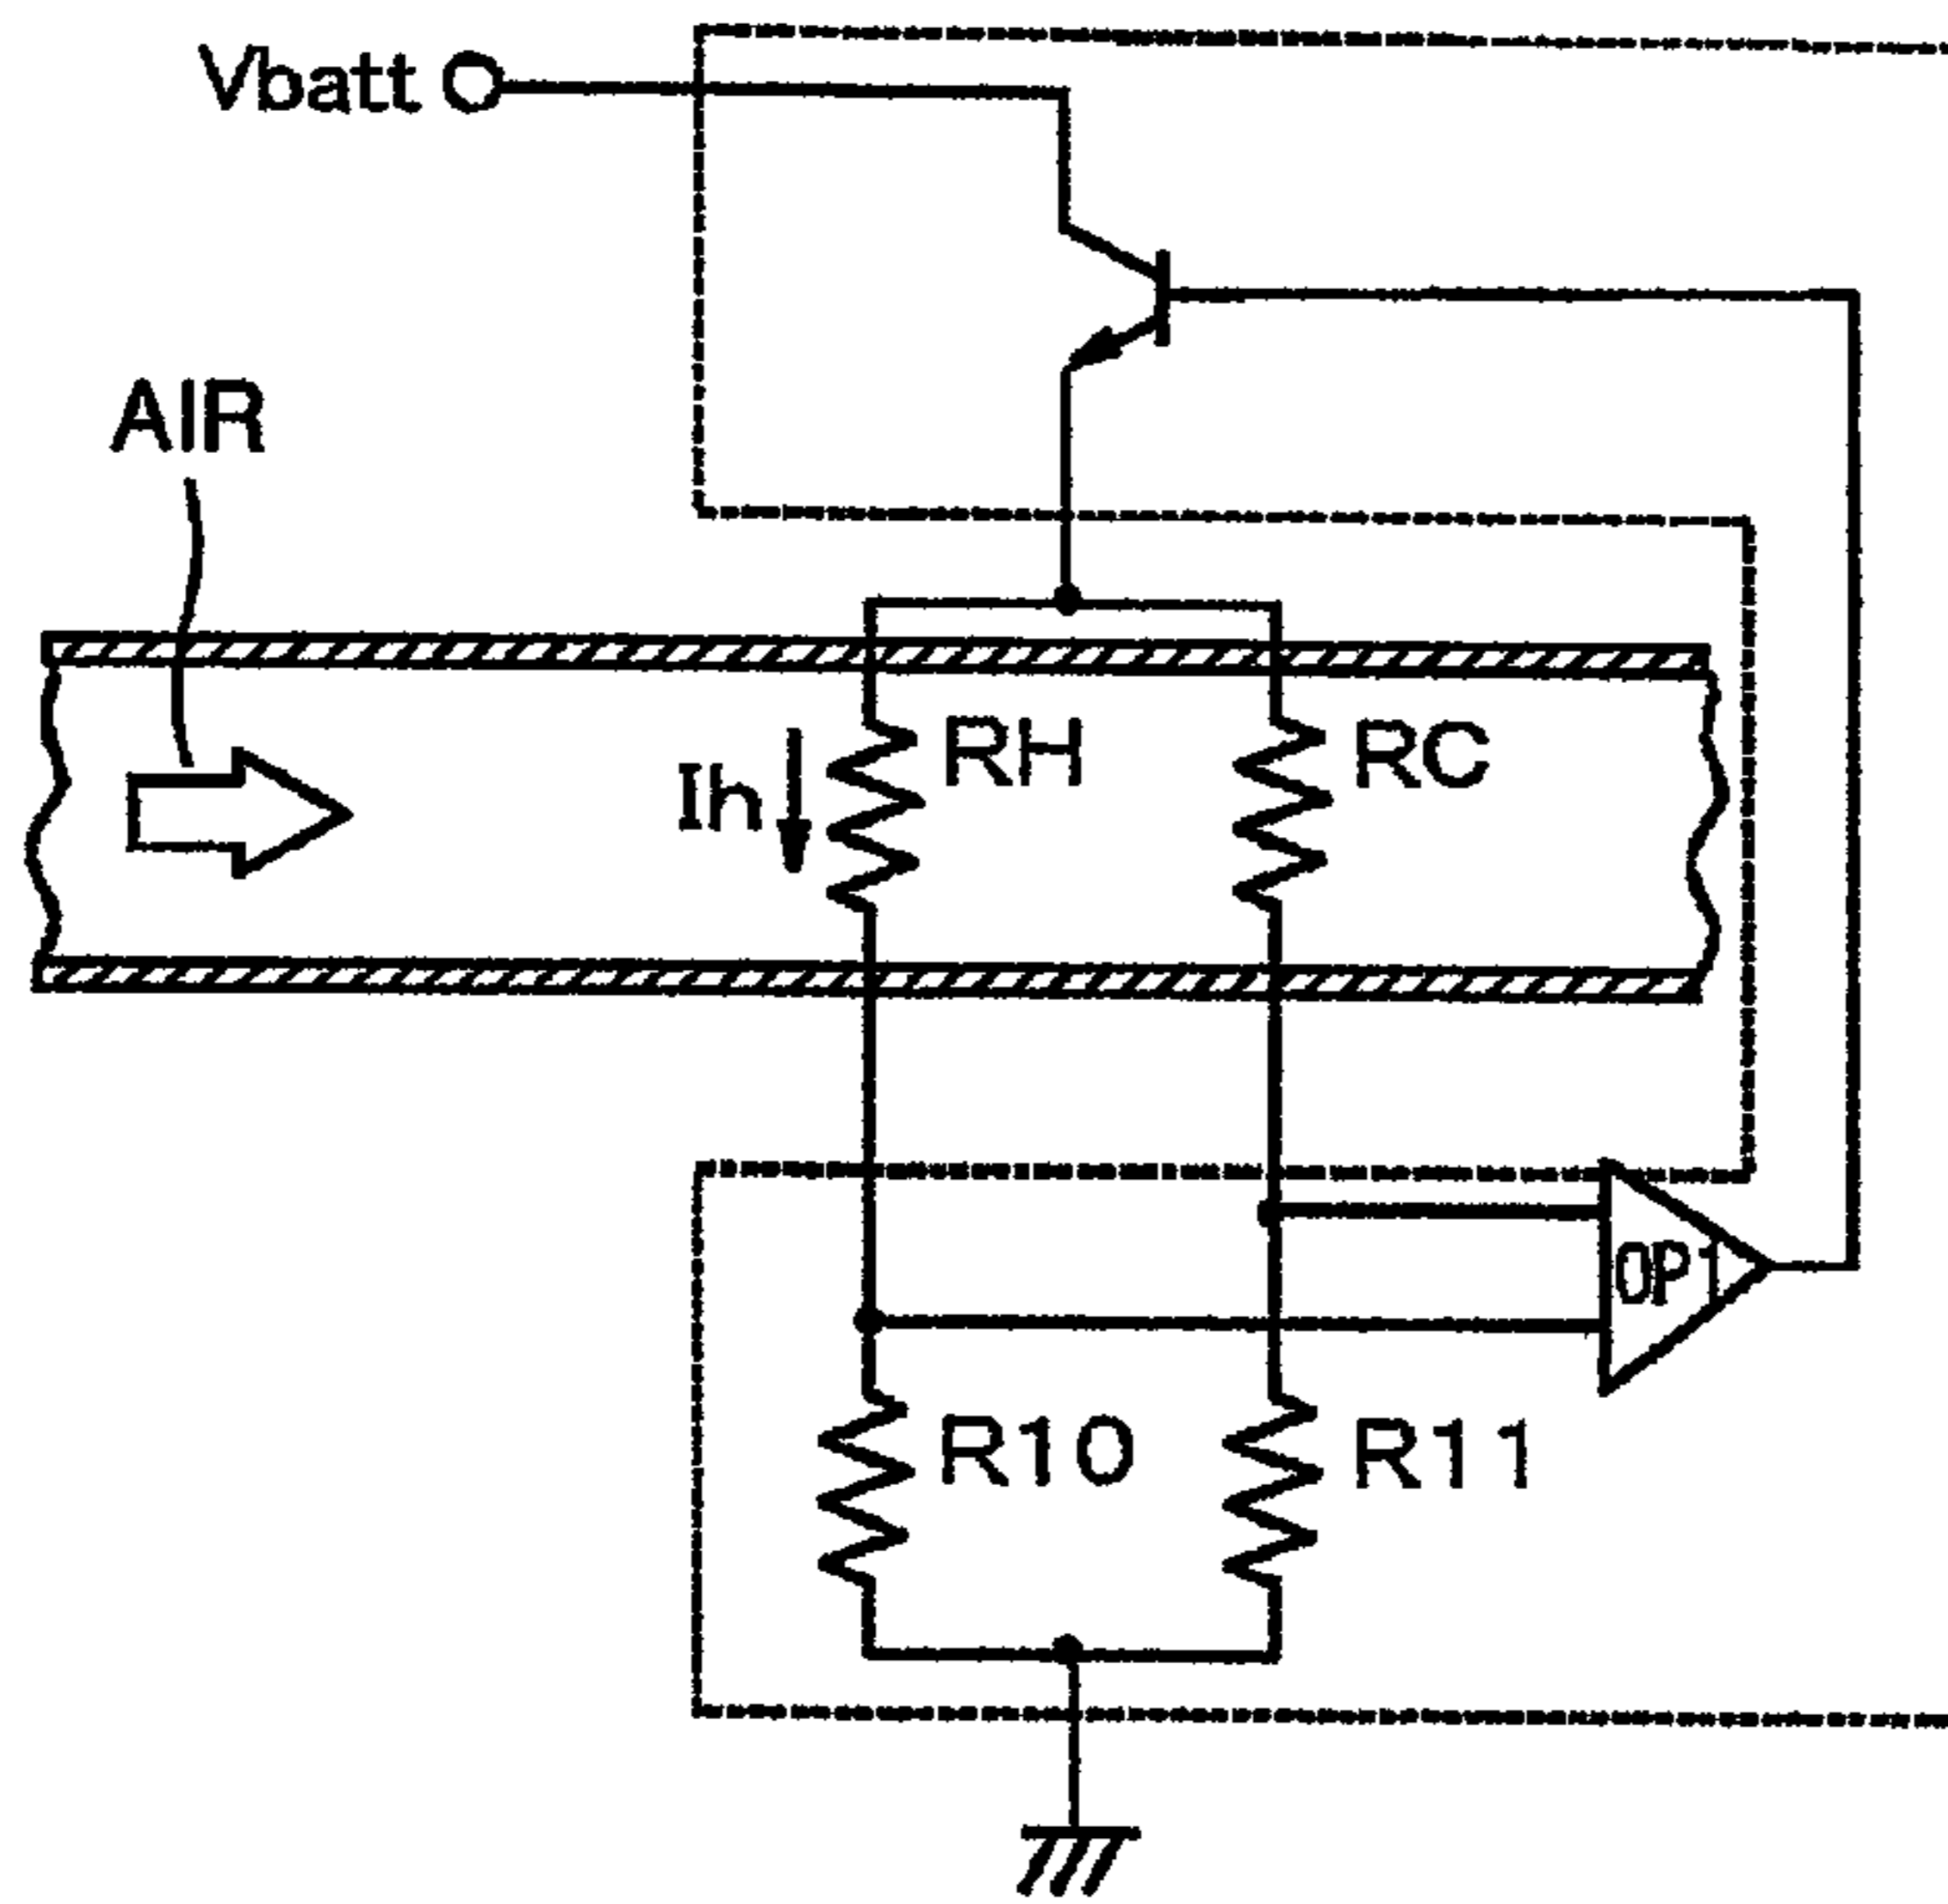 Vbatt
AIR
Ih
RH
RC
OP1
R10
R11